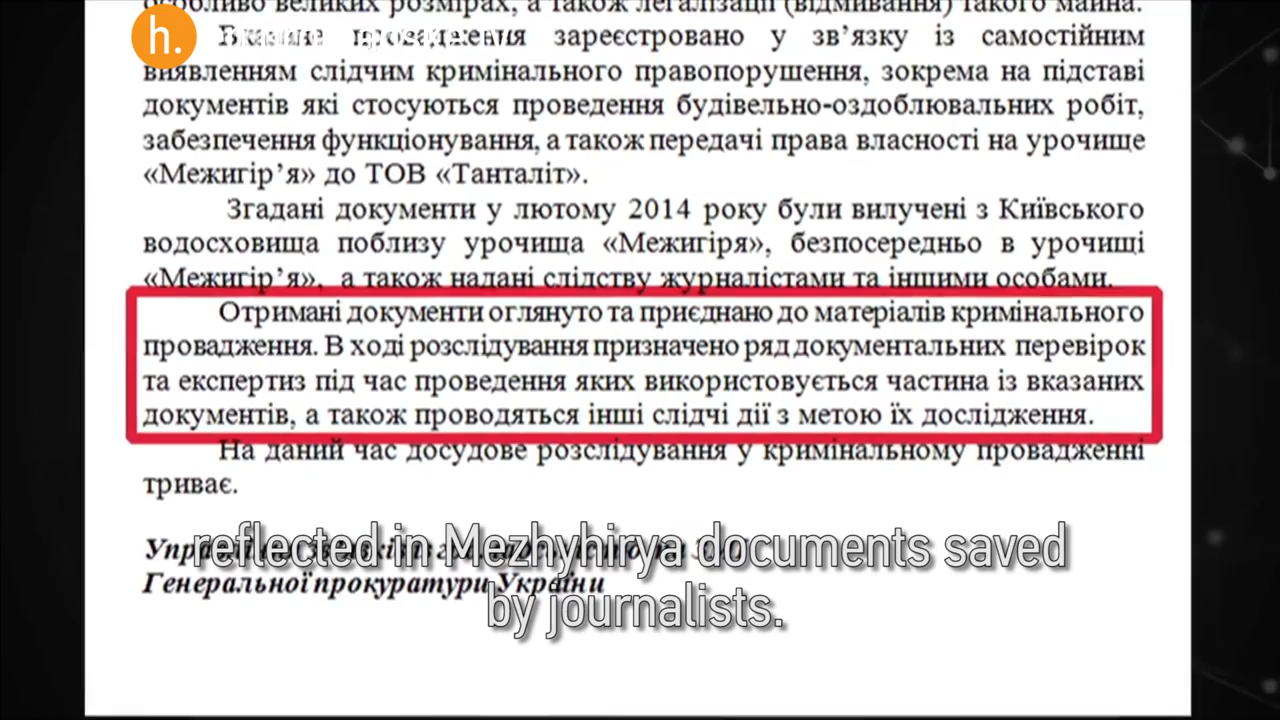 особливо великих розмірах, а також легалізації (відмивання) такого майна.
h.
Вказане провадження зареєстровано у зв’язку із самостійним
виявленням слідчим кримінального правопорушення, зокрема на підставі
документів які стосуються проведення будівельно-оздоблювальних робіт,
забезпечення функціонування, а також передачі права власності на урочище
«Межигір’я» до ТОВ «Танталіт».
Згадані документи у лютому 2014 року були вилучені з Київського
водосховища поблизу урочища «Межигіря», безпосередньо в урочищі
«Межигір’я», а також надані слідству журналістами та іншими особами.
Отримані документи оглянуто та приєднано до матеріалів кримінального
провадження. В ході розслідування призначено ряд документальних перевірок
та експертиз під час проведення яких використовується частина із вказаних
документів, а також проводяться інші слідчі дії з метою їх дослідження.
На даний час досудове розслідування у кримінальному провадженні
триває.
Генеральної прокуратури України
reflected in Mezhyhirya documents saved
by journalists.